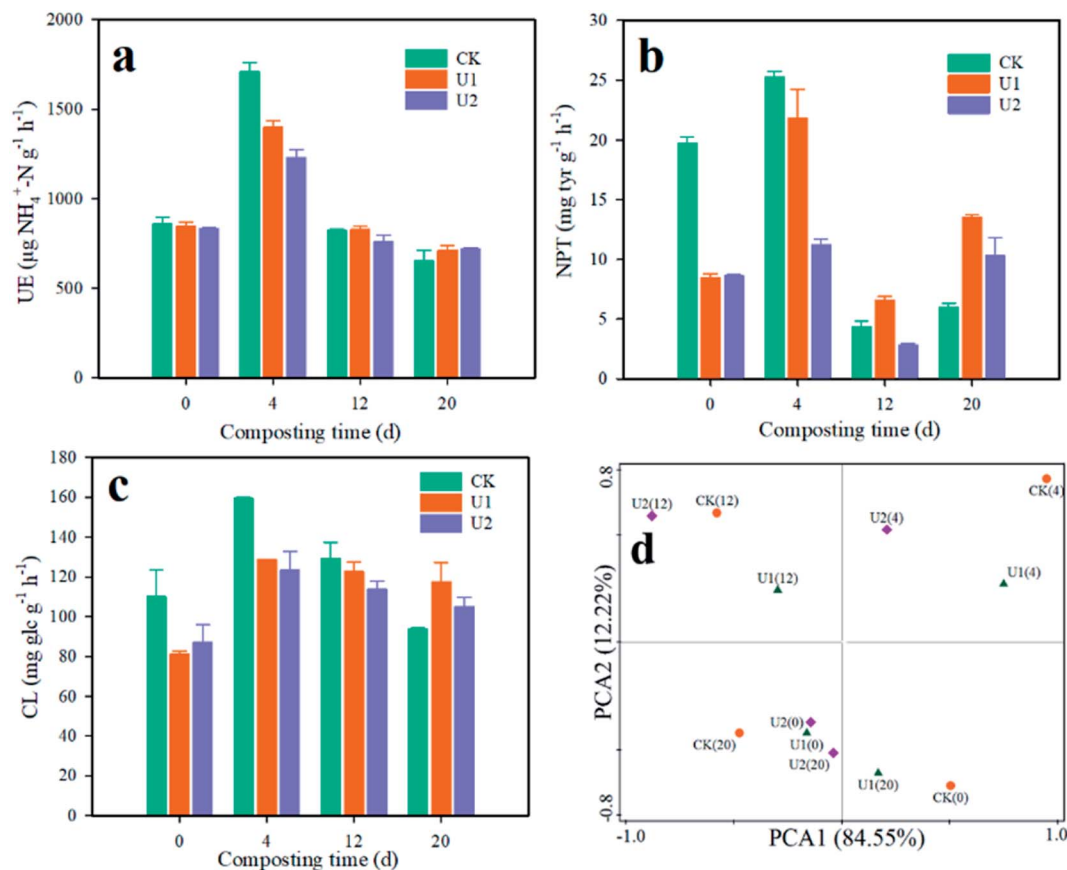 a
2000
1500
1000
500
0
UE (µg NH₄⁺-N g⁻¹ h⁻¹)
CK
U1
U2
0 4 12 20
Composting time (d)
b
30
25
20
15
10
5
0
NPT (mg tyr g⁻¹ h⁻¹)
CK
U1
U2
0 4 12 20
Composting time (d)
c
180
160
140
120
100
80
60
40
20
0
CL (mg glc g⁻¹ h⁻¹)
CK
U1
U2
0 4 12 20
Composting time (d)
d
0.8
-0.8
PCA2 (12.22%)
CK(4)
U2(12)
CK(12)
U2(4)
U1(12)
U1(4)
U2(0)
CK(20)
U1(0)
U2(20)
U1(20)
CK(0)
-1.0 1.0
PCA1 (84.55%)